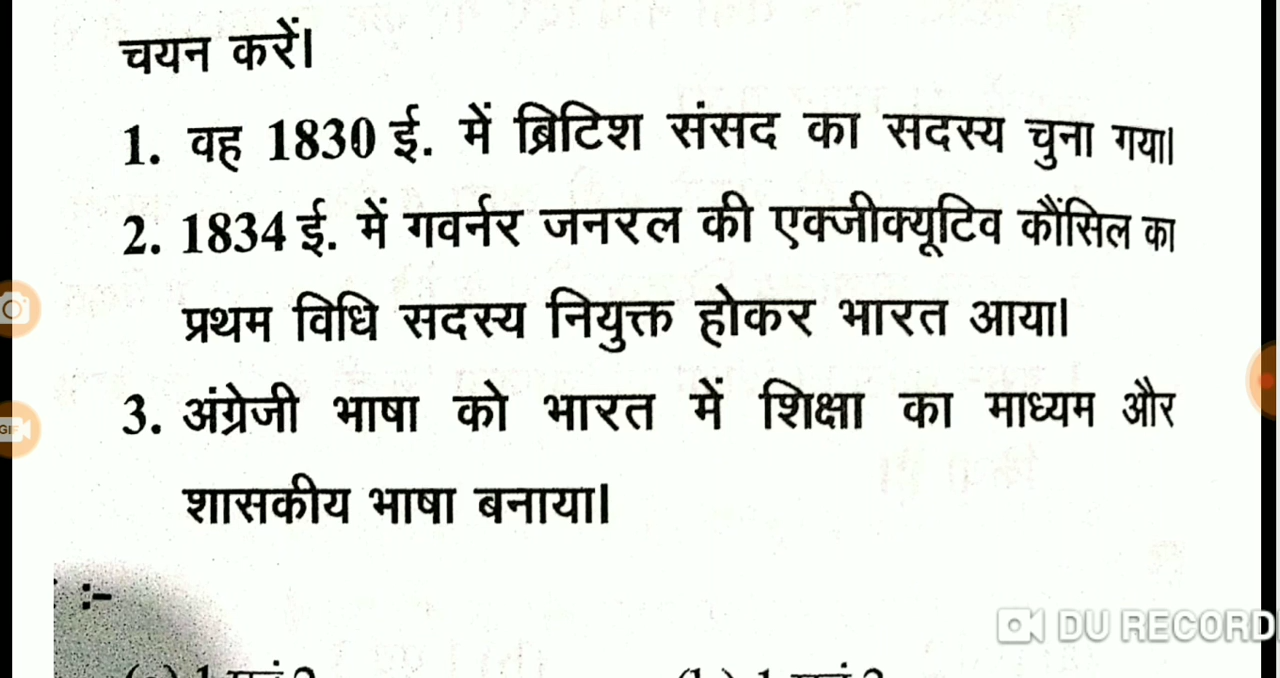 चयन करें।
1. वह 1830 ई. में ब्रिटिश संसद का सदस्य चुना गया।
2. 1834 ई. में गवर्नर जनरल की एक्जीक्यूटिव कौंसिल का
प्रथम विधि सदस्य नियुक्त होकर भारत आया।
3. अंग्रेजी भाषा को भारत में शिक्षा का माध्यम और
शासकीय भाषा बनाया।
:-
GIF
DU RECORD